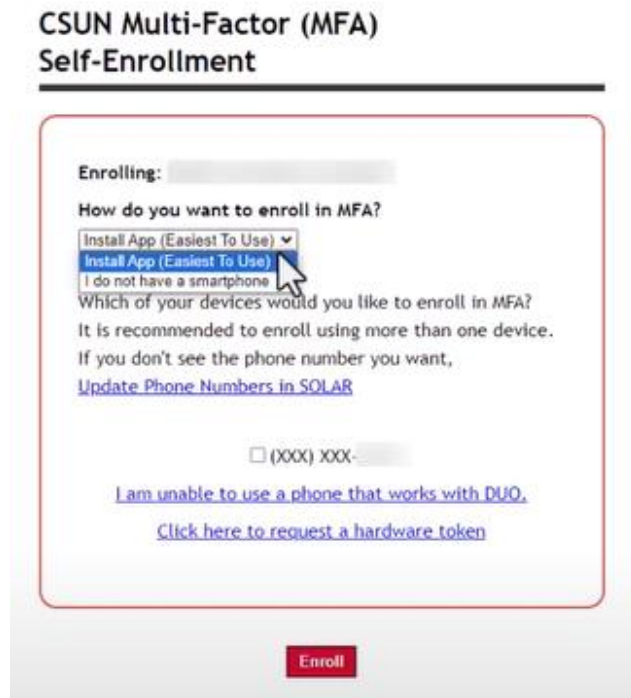 CSUN Multi-Factor (MFA)
Self-Enrollment
Enrolling:
How do you want to enroll in MFA?
Install App (Easiest To Use)
Install App (Easiest To Use)
I do not have a smartphone
Which of your devices would you like to enroll in MFA?
It is recommended to enroll using more than one device.
If you don't see the phone number you want,
Update Phone Numbers in SOLAR
(XXX) XXX-
I am unable to use a phone that works with DUO.
Click here to request a hardware token
Enroll